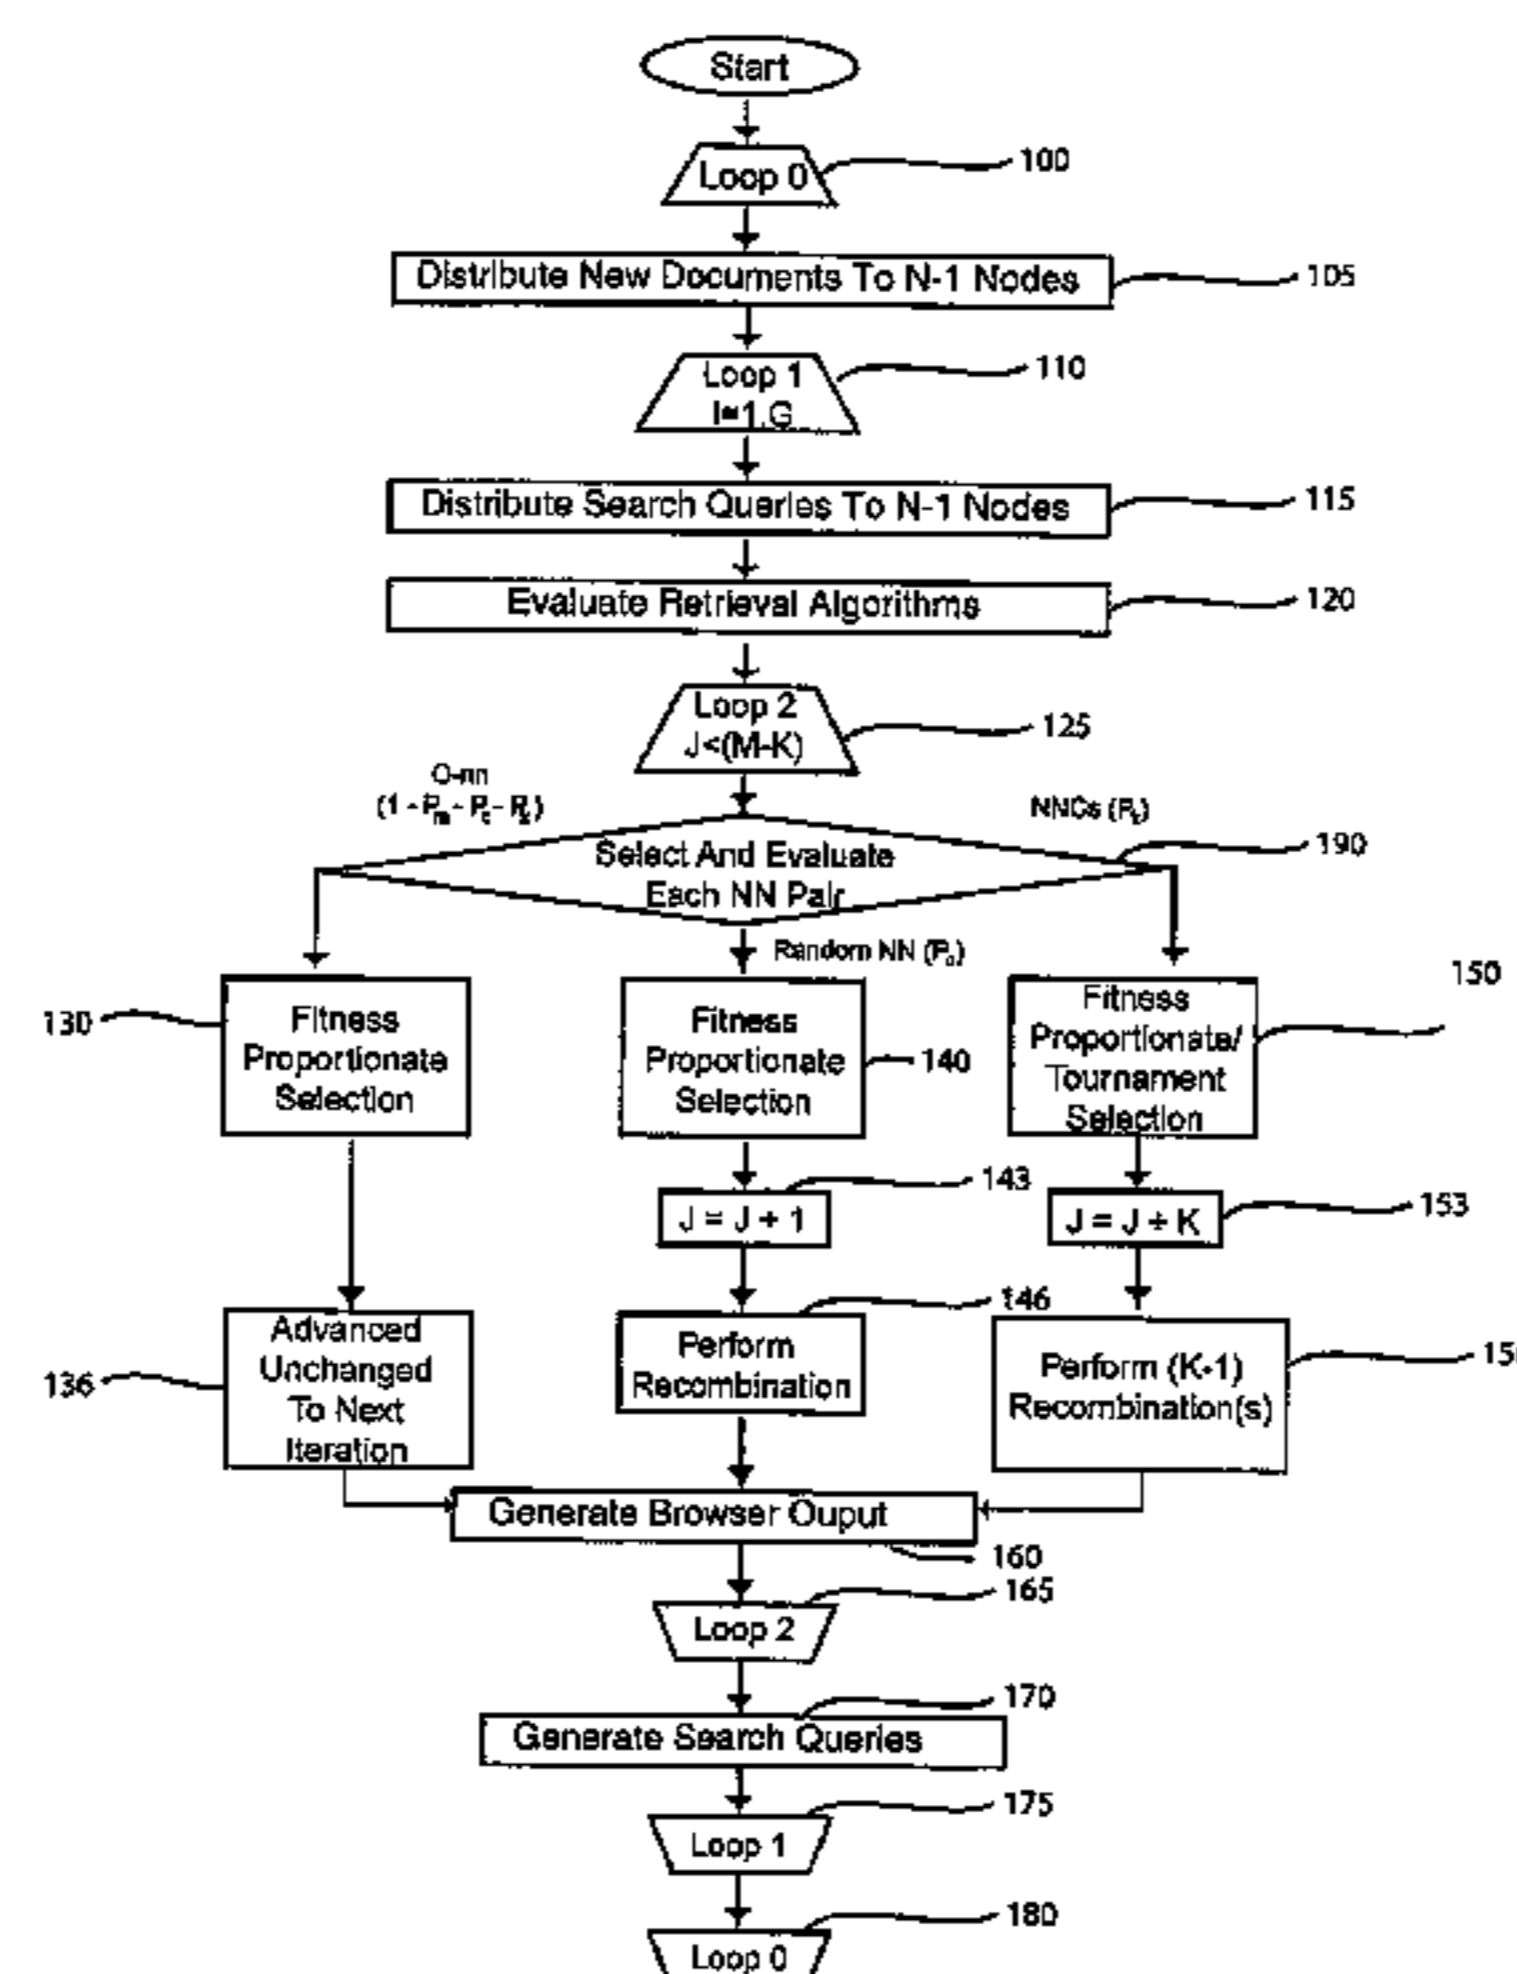 Start
Loop 0
100
Distribute New Documents To N-1 Nodes
105
Loop 1
I=1,G
110
Distribute Search Queries To N-1 Nodes
115
Evaluate Retrieval Algorithms
120
Loop 2
J<(M-K)
125
(1 - Pm - Pc -
NNCs
Select And Evaluate
Each NN Pair
190
Random NN
130
Fitness
Proportionate
Selection
Fitness
Proportionate
Selection
140
Fitness
Proportionate/
Tournament
Selection
150
J = J + 1
143
J = J + K
153
136
Advanced
Unchanged
To Next
Iteration
Perform
Recombination
146
Perform (K-1)
Recombination(s)
Generate Browser Ouput
160
Loop 2
165
Generate Search Queries
170
Loop 1
175
Loop 0
180